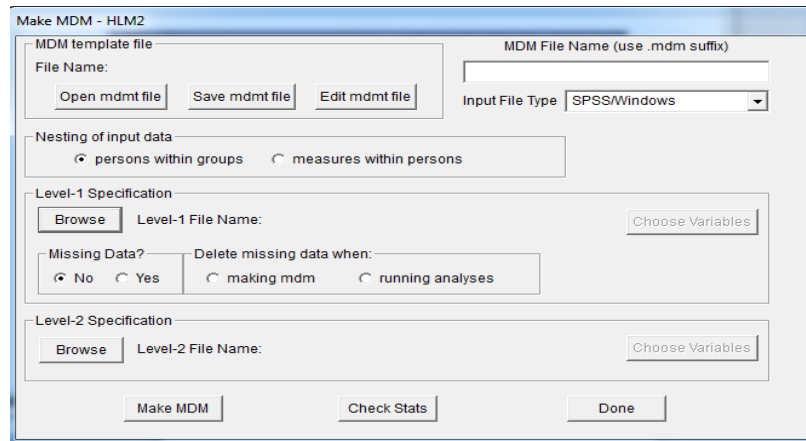 Make MDM - HLM2
MDM template file
MDM File Name (use .mdm suffix)
File Name:
Open mdmt file Save mdmt file Edit mdmt file
Input File Type SPSS/Windows
Nesting of input data
persons within groups measures within persons
Level-1 Specification
Browse Level-1 File Name: Choose Variables
Missing Data? Delete missing data when:
No Yes making mdm running analyses
Level-2 Specification
Browse Level-2 File Name: Choose Variables
Make MDM Check Stats Done